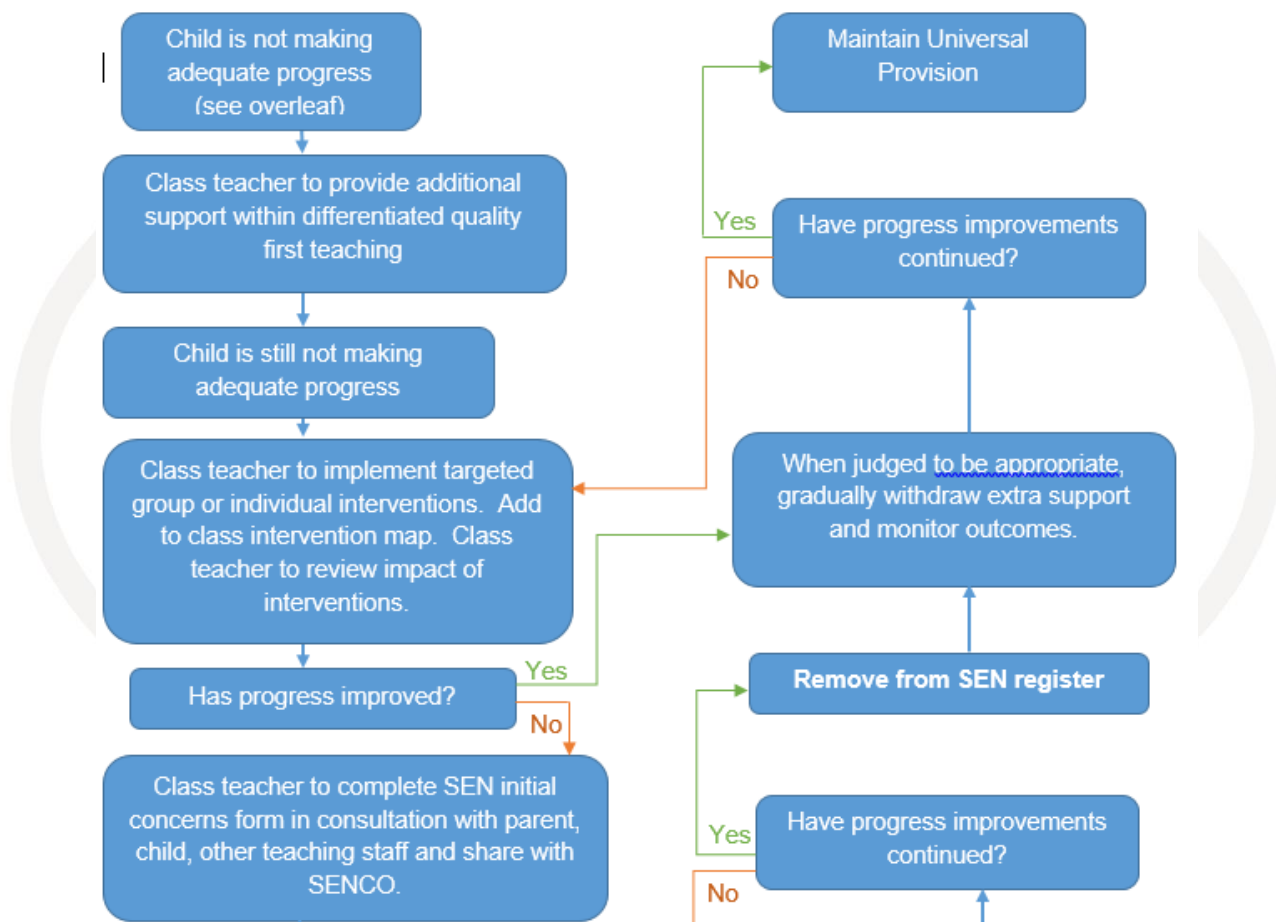 Child is not making
adequate progress
(see overleaf)
Class teacher to provide additional
support within differentiated quality
first teaching
Child is still not making
adequate progress
Class teacher to implement targeted
group or individual interventions. Add
to class intervention map. Class
teacher to review impact of
interventions.
Has progress improved?
Yes
No
Class teacher to complete SEN initial
concerns form in consultation with parent,
child, other teaching staff and share with
SENCO.
Maintain Universal
Provision
Yes
Have progress improvements
continued?
No
When judged to be appropriate,
gradually withdraw extra support
and monitor outcomes.
Remove from SEN register
Yes
Have progress improvements
continued?
No